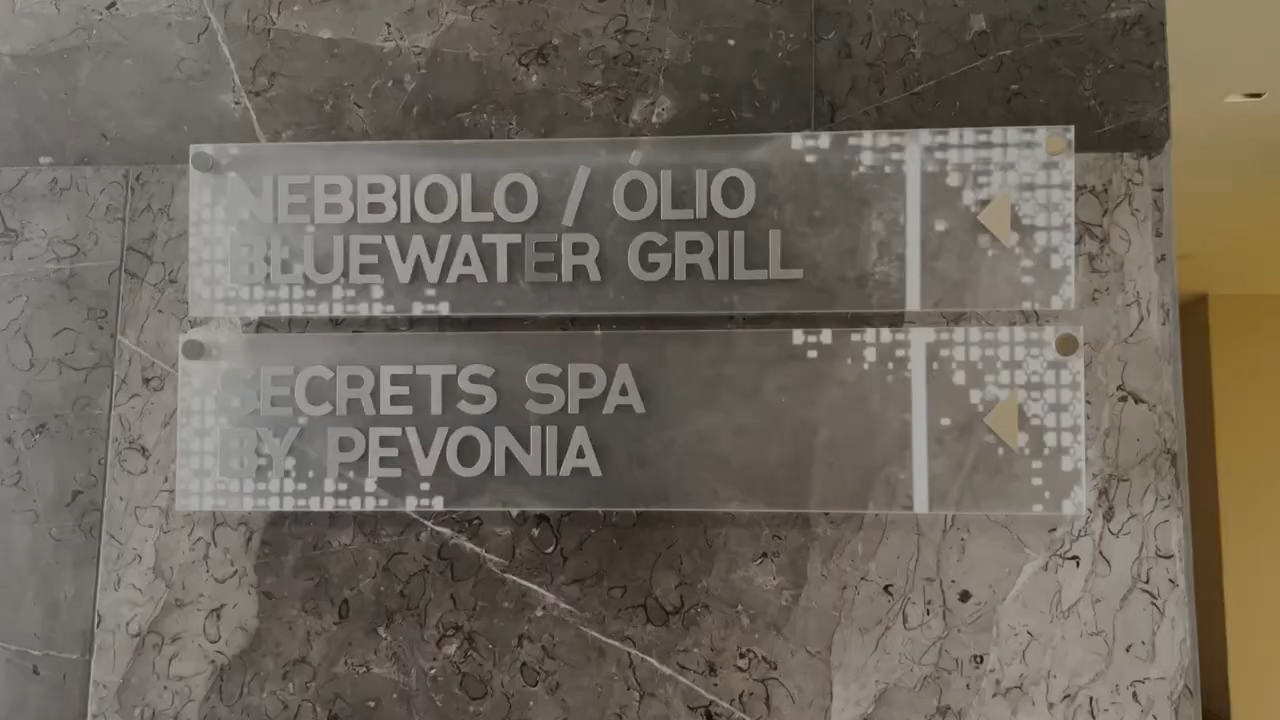 NEBBIOLO / OLIO
BLUEWATER GRILL
SECRETS SPA
BY PEVONIA